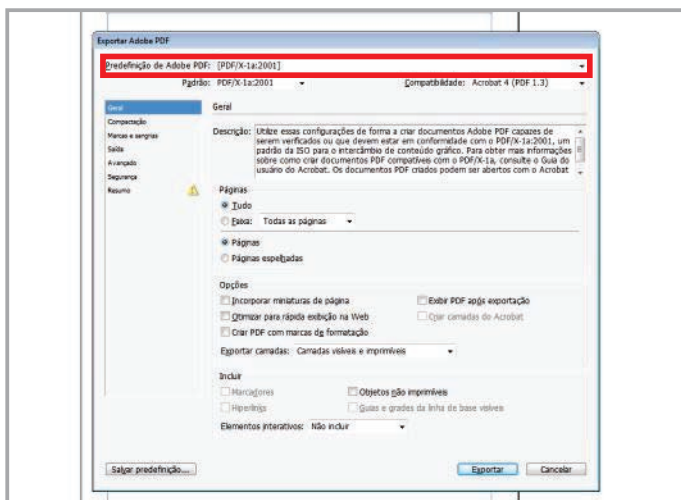 Exportar Adobe PDF
Predefinição de Adobe PDF: [PDF/X-1a:2001]
Padrão: PDF/X-1a:2001 Compatibilidade: Acrobat 4 (PDF 1.3)
Geral
Compactação
Marcas e sangrias
Saída
Avançado
Segurança
Resumo
Geral
Descrição: Utilize essas configurações de forma a criar documentos Adobe PDF capazes de
serem verificados ou que devem estar em conformidade com o PDF/X-1a:2001, um
padrão da ISO para o intercâmbio de conteúdo gráfico. Para obter mais informações
sobre como criar documentos PDF compatíveis com o PDF/X-1a, consulte o Guia do
usuário do Acrobat. Os documentos PDF criados podem ser abertos com o Acrobat
Páginas
Tudo
Faixa: Todas as páginas
Páginas
Páginas espelhadas
Opções
Incorporar miniaturas de página Exibir PDF após exportação
Otimizar para rápida exibição na Web Criar camadas do Acrobat
Criar PDF com marcas de formatação
Exportar camadas: Camadas visíveis e imprimíveis
Incluir
Marcadores Objetos não imprimíveis
Hiperlinks Guias e grades da linha de base visíveis
Elementos interativos: Não incluir
Salvar predefinição... Exportar Cancelar